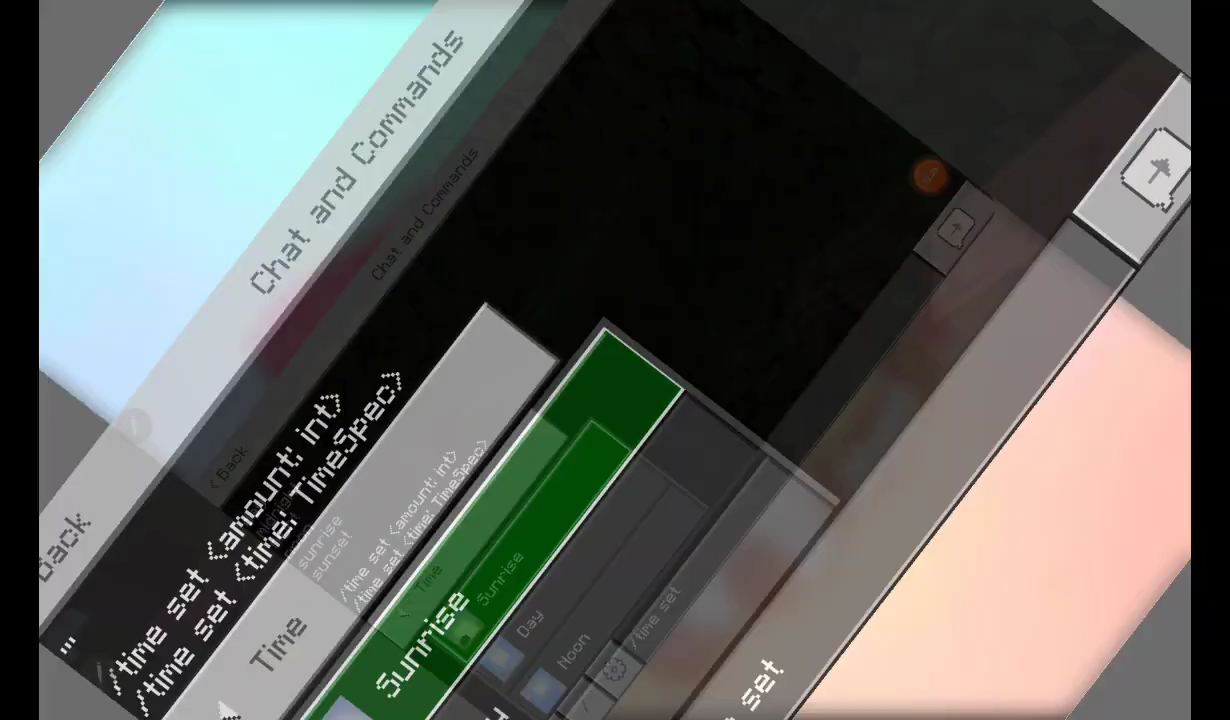 Chat and Commands
Back
..
/time set <amount: int>
/time set <time: TimeSpec>
Time
Sunrise
set
Chat and Commands
< Back
sunrise
sunset
/time set <amount: int>
/time set <time: TimeSpec>
< Time
Sunrise
Day
Noon
/time set